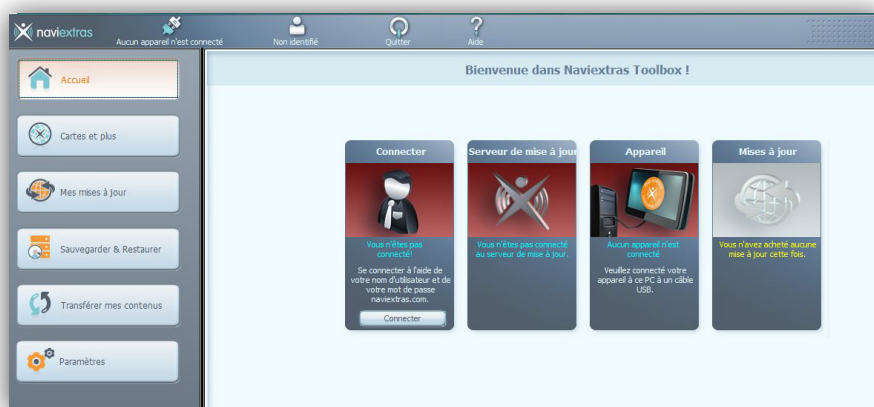 naviextras
Aucun appareil n'est connecté
Non identifié
Quitter
Aide
Accueil
Cartes et plus
Mes mises à jour
Sauvegarder & Restaurer
Transférer mes contenus
Paramètres
Bienvenue dans Naviextras Toolbox !
Connecter
Vous n'êtes pas
connecté!
Se connecter à l'aide de
votre nom d'utilisateur et de
votre mot de passe
naviextras.com.
Connecter
Serveur de mise à jour
Vous n'êtes pas connecté
au serveur de mise à jour.
Appareil
Aucun appareil n'est
connecté
Veuillez connecté votre
appareil à ce PC à un câble
USB.
Mises à jour
Vous n'avez acheté aucune
mise à jour cette fois.